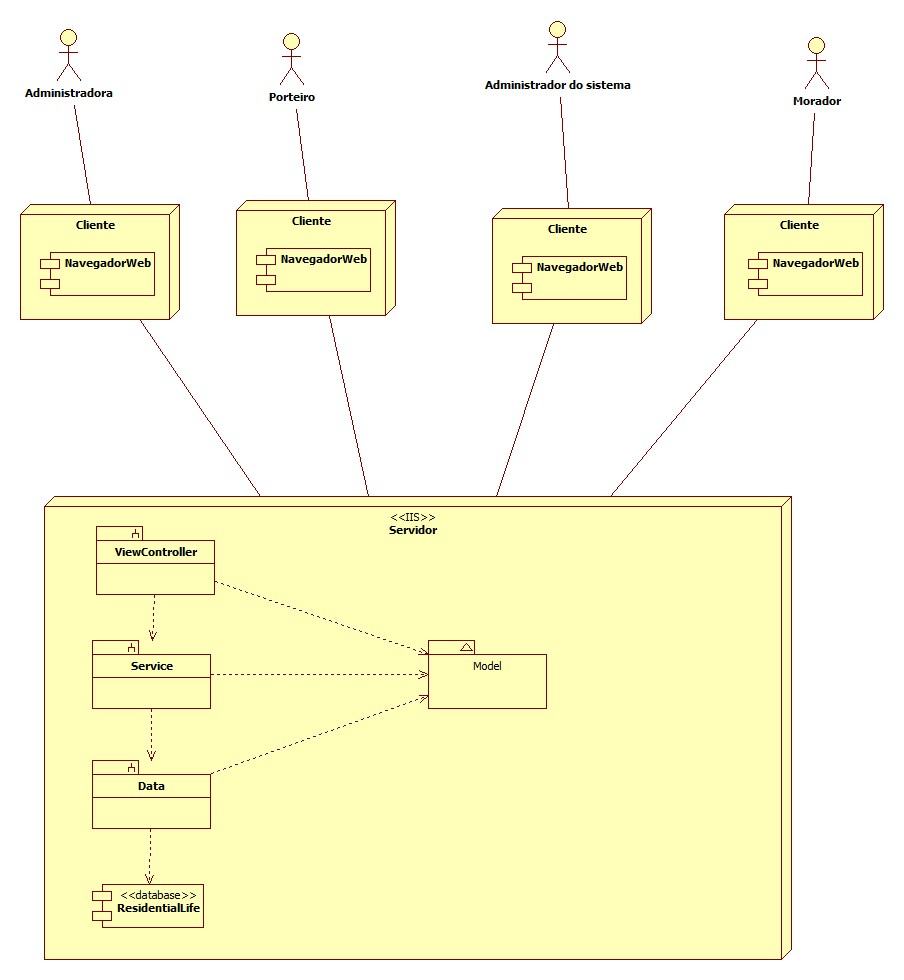 Administradora
Porteiro
Administrador do sistema
Morador
Cliente
NavegadorWeb
Cliente
NavegadorWeb
Cliente
NavegadorWeb
Cliente
NavegadorWeb
<<IIS>>
Servidor
ViewController
Service
Model
Data
<<database>>
ResidentialLife